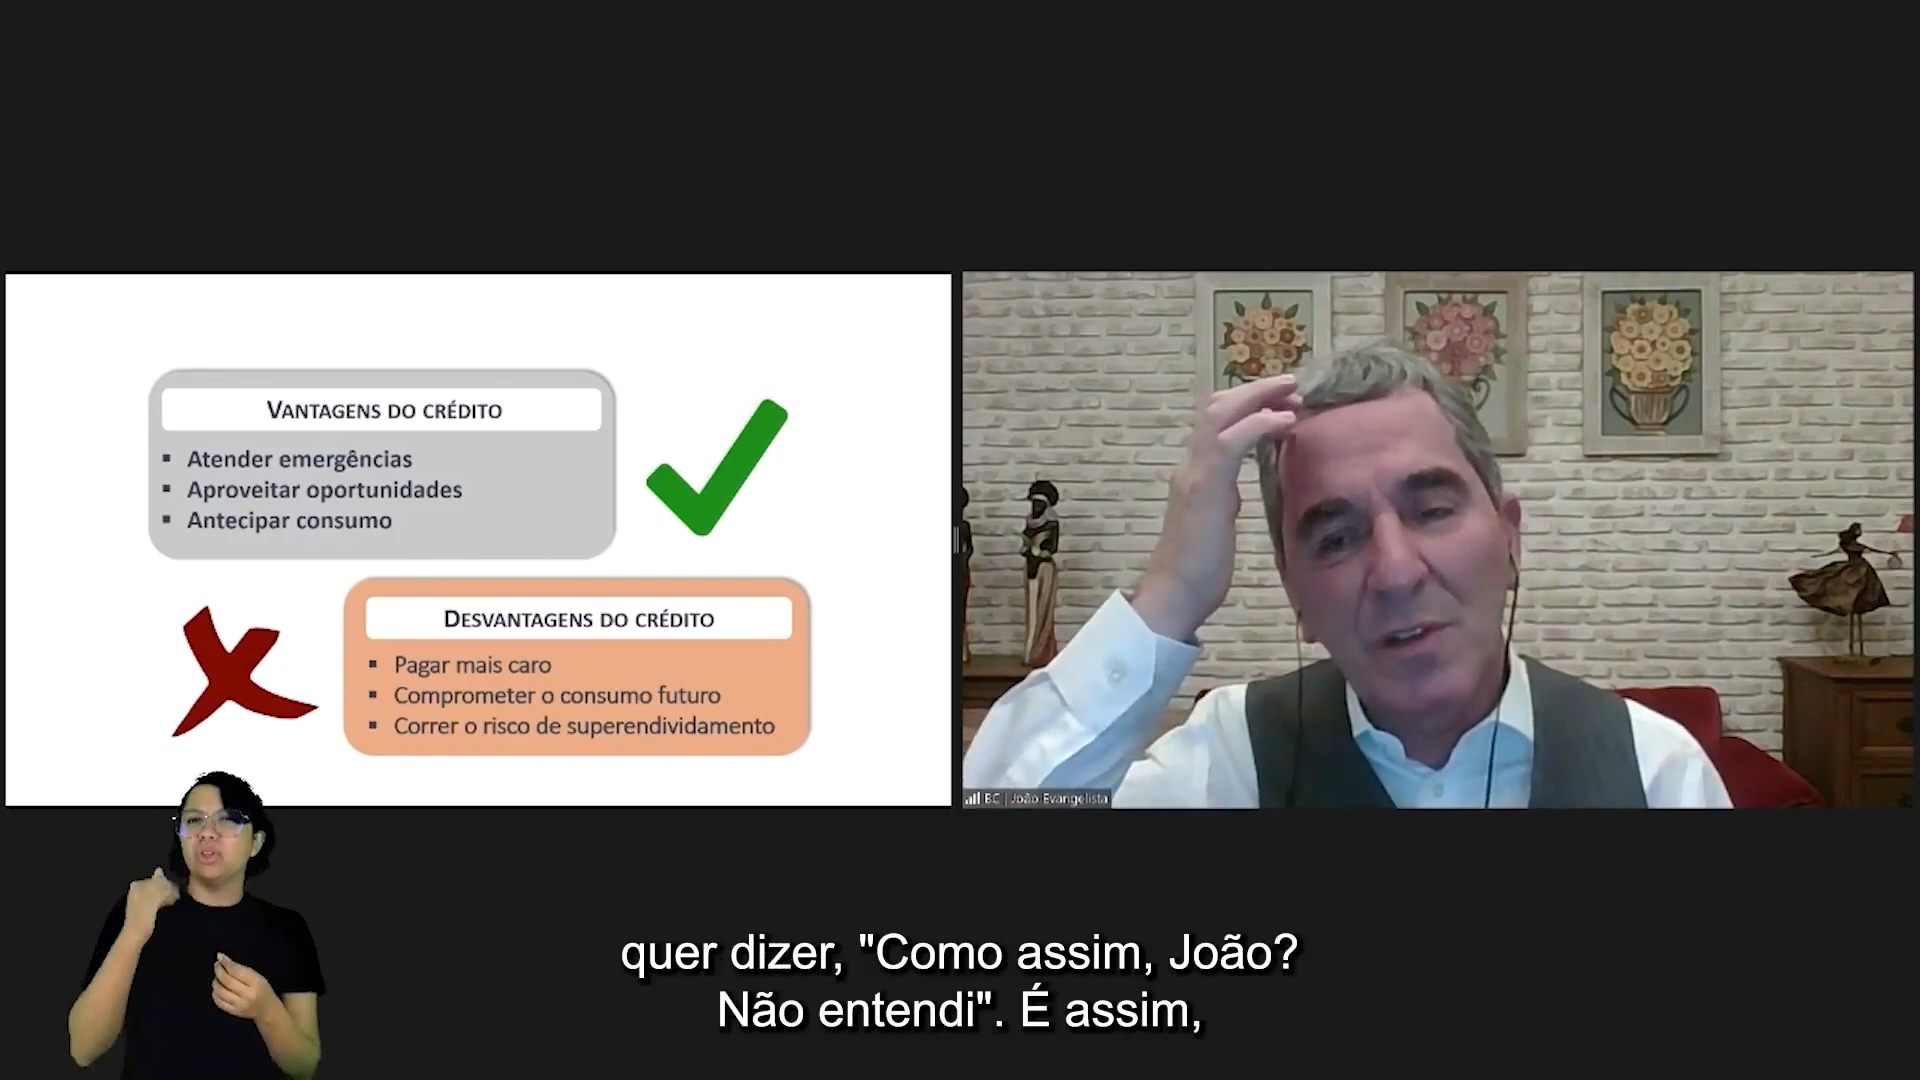 VANTAGENS DO CRÉDITO
▪ Atender emergências
▪ Aproveitar oportunidades
▪ Antecipar consumo
DESVANTAGENS DO CRÉDITO
▪ Pagar mais caro
▪ Comprometer o consumo futuro
▪ Correr o risco de superendividamento
BC | João Evangelista
quer dizer, "Como assim, João?
Não entendi". É assim,